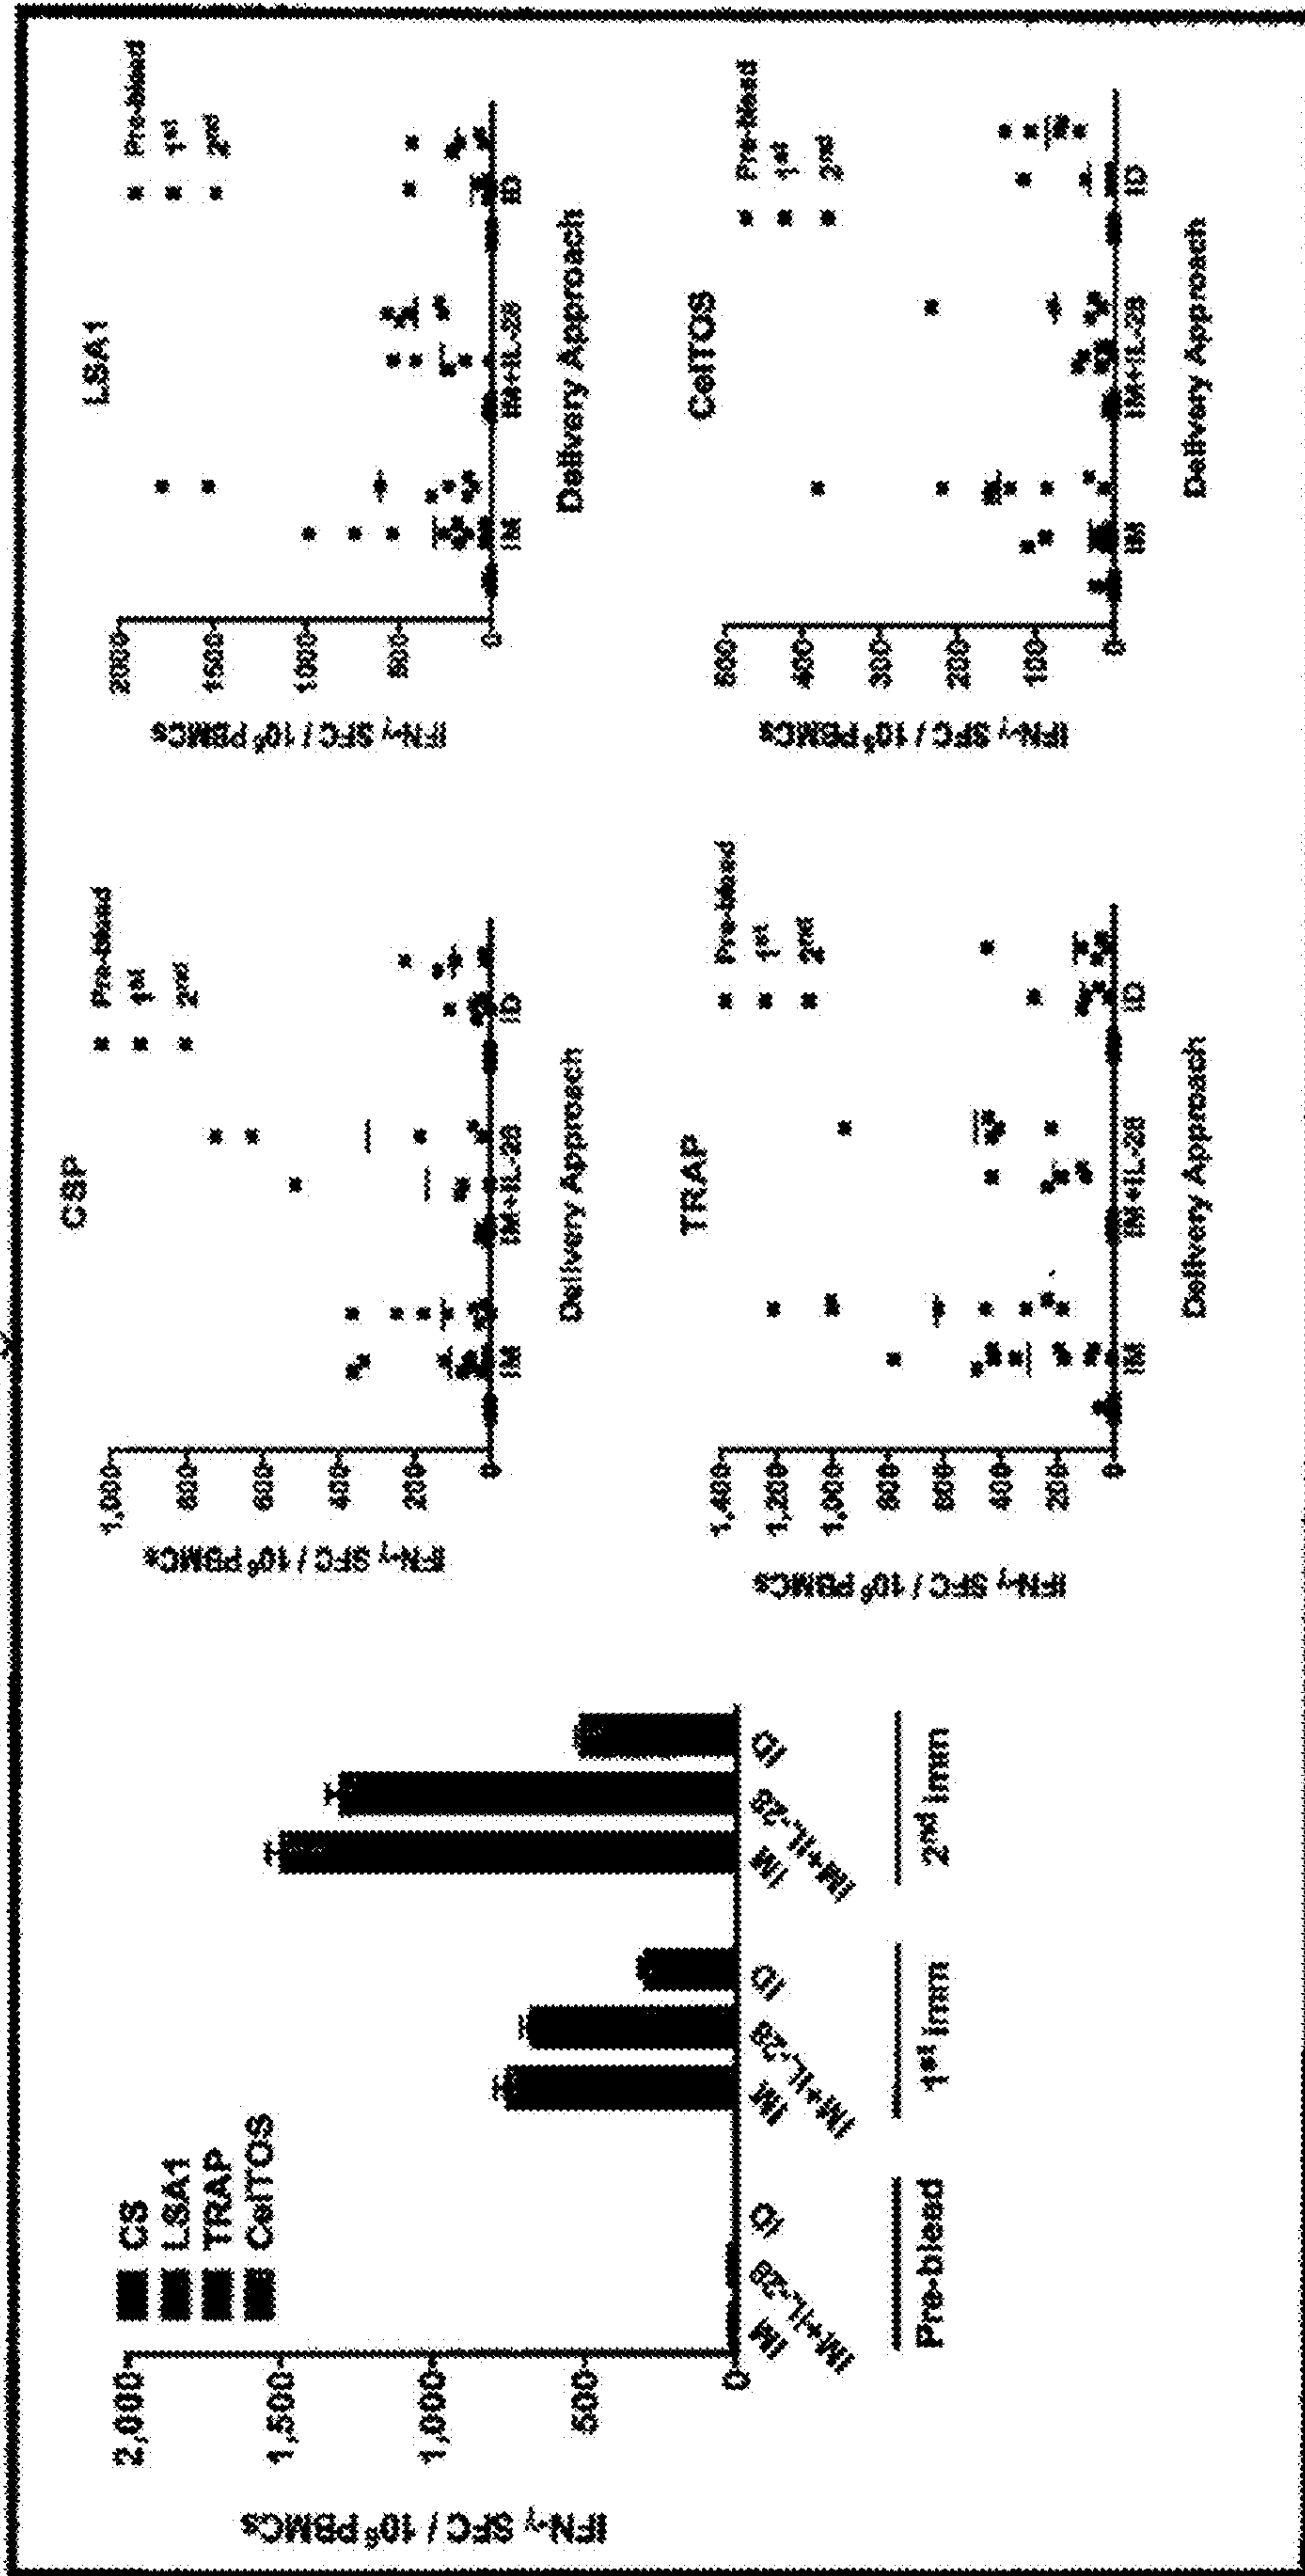 IFN-γ SFC / 10⁶ PBMCs
2,000
1,500
1,000
500
0
CS
LSA1
TRAP
CelTOS
IM
IM+IL-28
ID
IM
IM+IL-28
ID
IM
IM+IL-28
ID
Pre-bleed
1st imm
2nd imm
CSP
IFN-γ SFC / 10⁶ PBMCs
1,000
800
600
400
200
0
Pre-bleed
1st
2nd
IM
IM+IL-28
ID
Delivery Approach
LSA1
IFN-γ SFC / 10⁶ PBMCs
2000
1500
1000
500
0
Pre-bleed
1st
2nd
IM
IM+IL-28
ID
Delivery Approach
TRAP
IFN-γ SFC / 10⁶ PBMCs
1,400
1,200
1,000
800
600
400
200
0
Pre-bleed
1st
2nd
IM
IM+IL-28
ID
Delivery Approach
CelTOS
IFN-γ SFC / 10⁶ PBMCs
500
400
300
200
100
0
Pre-bleed
1st
2nd
IM
IM+IL-28
ID
Delivery Approach